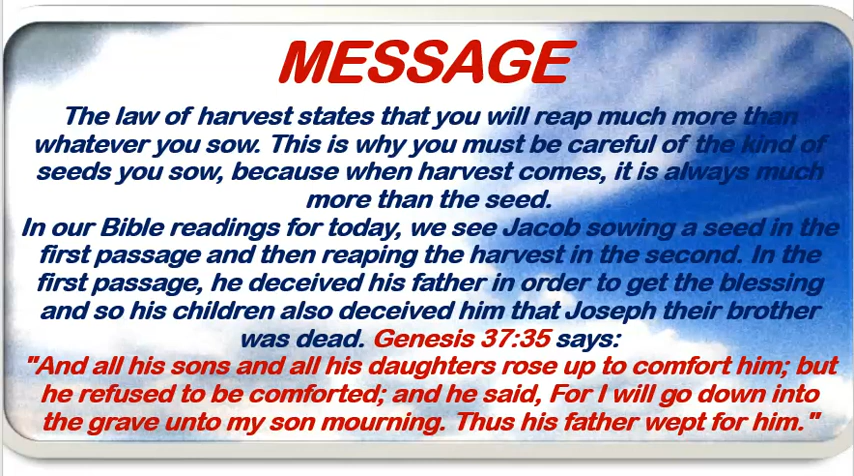 MESSAGE
The law of harvest states that you will reap much more than
whatever you sow. This is why you must be careful of the kind of
seeds you sow, because when harvest comes, it is always much
more than the seed.
In our Bible readings for today, we see Jacob sowing a seed in the
first passage and then reaping the harvest in the second. In the
first passage, he deceived his father in order to get the blessing
and so his children also deceived him that Joseph their brother
was dead. Genesis 37:35 says:
"And all his sons and all his daughters rose up to comfort him; but
he refused to be comforted; and he said, For I will go down into
the grave unto my son mourning. Thus his father wept for him."